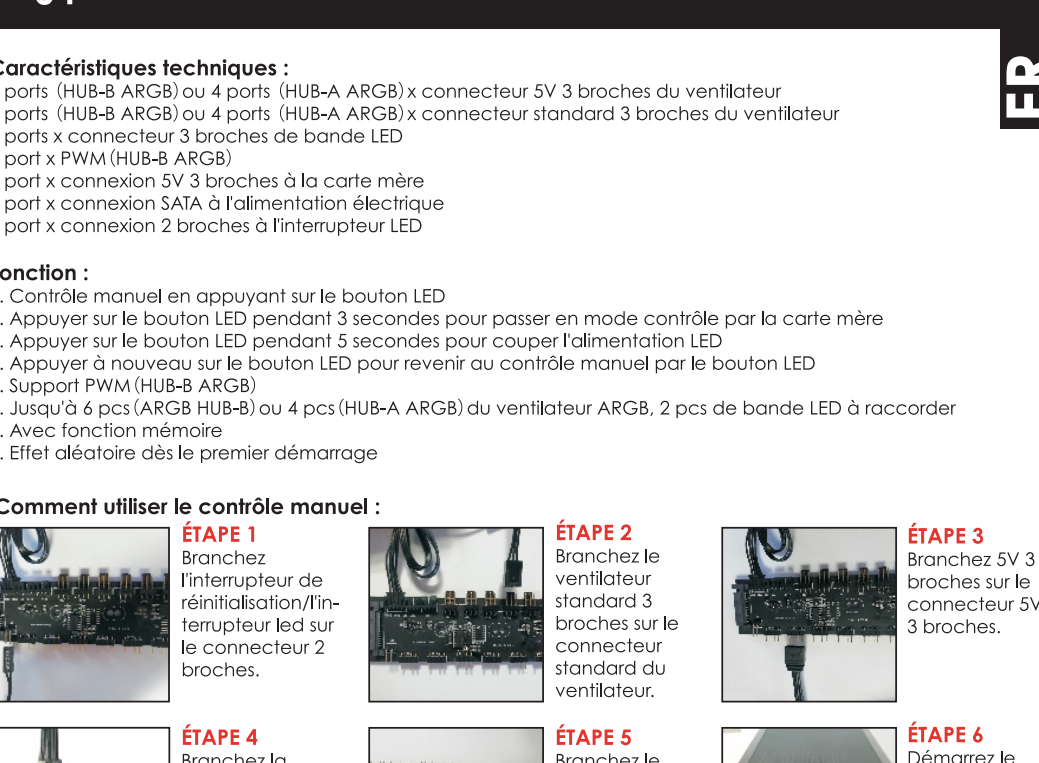 Caractéristiques techniques :
ports (HUB-B ARGB) ou 4 ports (HUB-A ARGB) x connecteur 5V 3 broches du ventilateur
ports (HUB-B ARGB) ou 4 ports (HUB-A ARGB) x connecteur standard 3 broches du ventilateur
ports x connecteur 3 broches de bande LED
port x PWM (HUB-B ARGB)
port x connexion 5V 3 broches à la carte mère
port x connexion SATA à l'alimentation électrique
port x connexion 2 broches à l'interrupteur LED
FR
onction :
. Contrôle manuel en appuyant sur le bouton LED
. Appuyer sur le bouton LED pendant 3 secondes pour passer en mode contrôle par la carte mère
. Appuyer sur le bouton LED pendant 5 secondes pour couper l'alimentation LED
. Appuyer à nouveau sur le bouton LED pour revenir au contrôle manuel par le bouton LED
. Support PWM (HUB-B ARGB)
. Jusqu'à 6 pcs (ARGB HUB-B) ou 4 pcs (HUB-A ARGB) du ventilateur ARGB, 2 pcs de bande LED à raccorder
. Avec fonction mémoire
. Effet aléatoire dès le premier démarrage
Comment utiliser le contrôle manuel :
ÉTAPE 1
Branchez
l'interrupteur de
réinitialisation/l'in-
terrupteur led sur
le connecteur 2
broches.
ÉTAPE 2
Branchez le
ventilateur
standard 3
broches sur le
connecteur
standard du
ventilateur.
ÉTAPE 3
Branchez 5V 3
broches sur le
connecteur 5V
3 broches.
ÉTAPE 4
Branchez la
ÉTAPE 5
Branchez le
ÉTAPE 6
Démarrez le